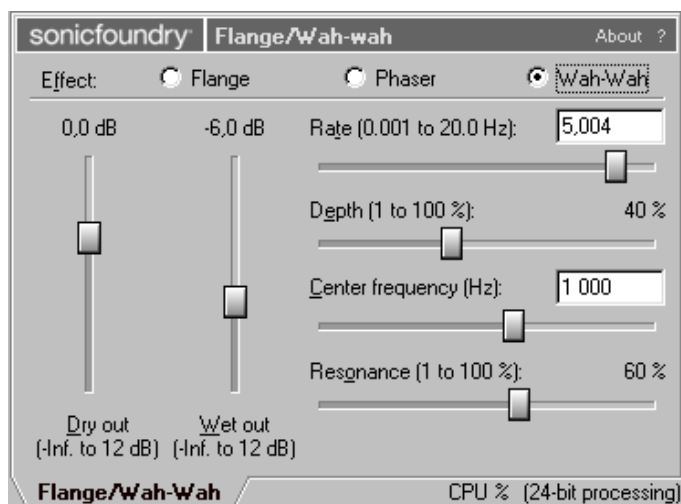 sonicfoundry Flange/Wah-wah About ?
Effect: Flange Phaser Wah-Wah
0,0 dB -6,0 dB Rate (0.001 to 20.0 Hz): 5,004
Depth (1 to 100 %): 40 %
Center frequency (Hz): 1 000
Resonance (1 to 100 %): 60 %
Dry out Wet out
(-Inf. to 12 dB) (-Inf. to 12 dB)
Flange/Wah-Wah CPU % (24-bit processing)